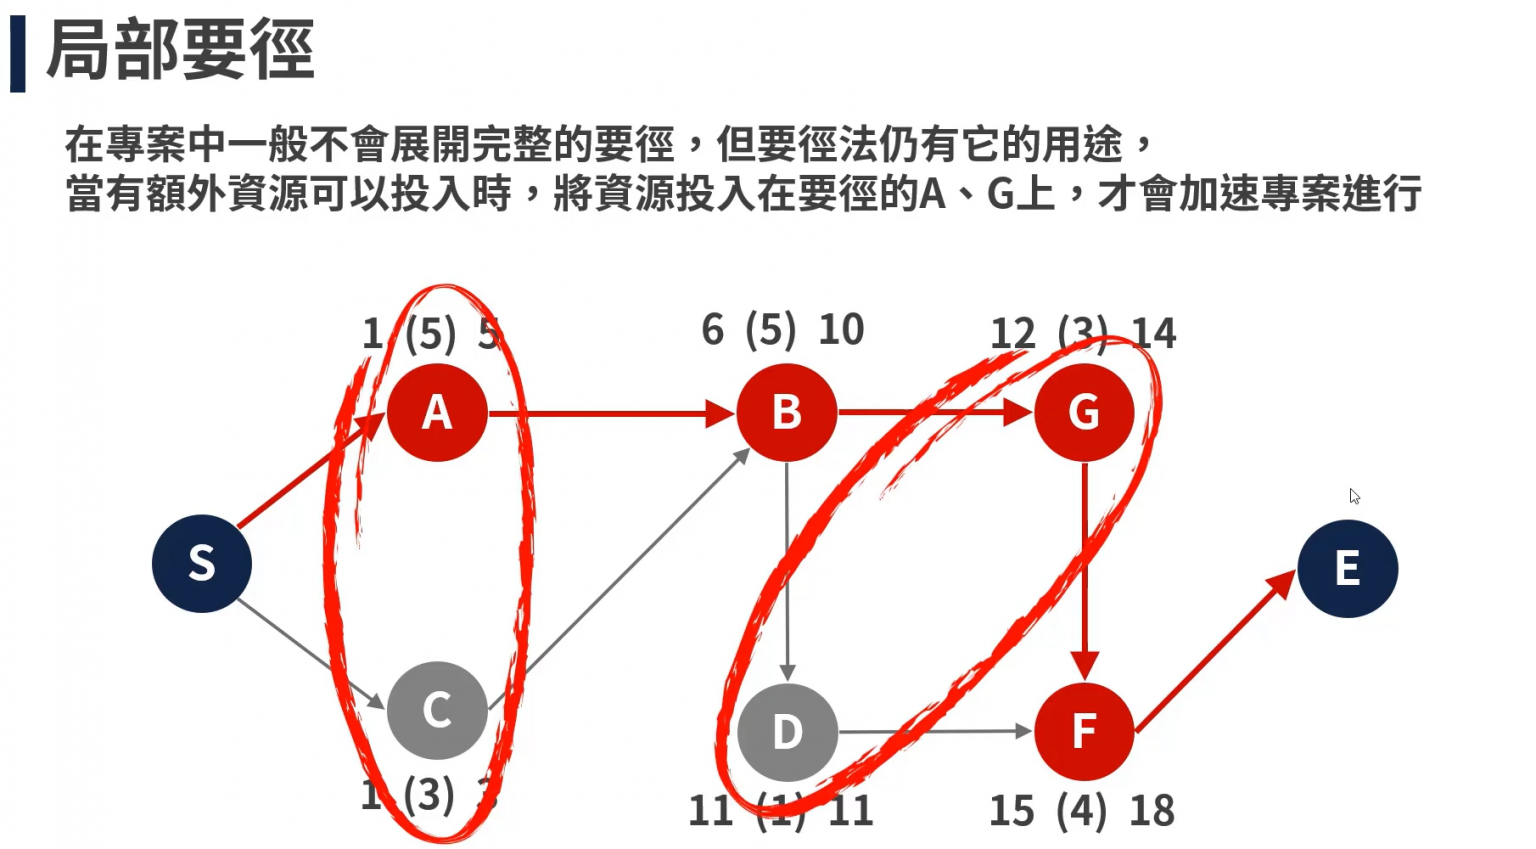 局部要徑
在專案中一般不會展開完整的要徑，但要徑法仍有它的用途，
當有額外資源可以投入時，將資源投入在要徑的A、G上，才會加速專案進行
1 (5) 5
6 (5) 10
12 (3) 14
A
B
G
S
E
C
D
F
1 (3) 3
11 (1) 11
15 (4) 18